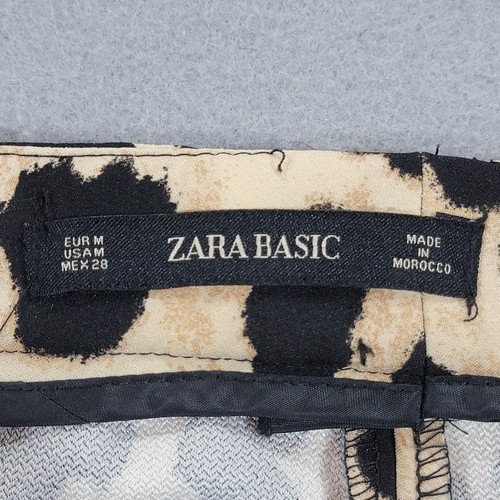 EUR M
USA M
MEX 28
ZARA BASIC
MADE
IN
MOROCCO